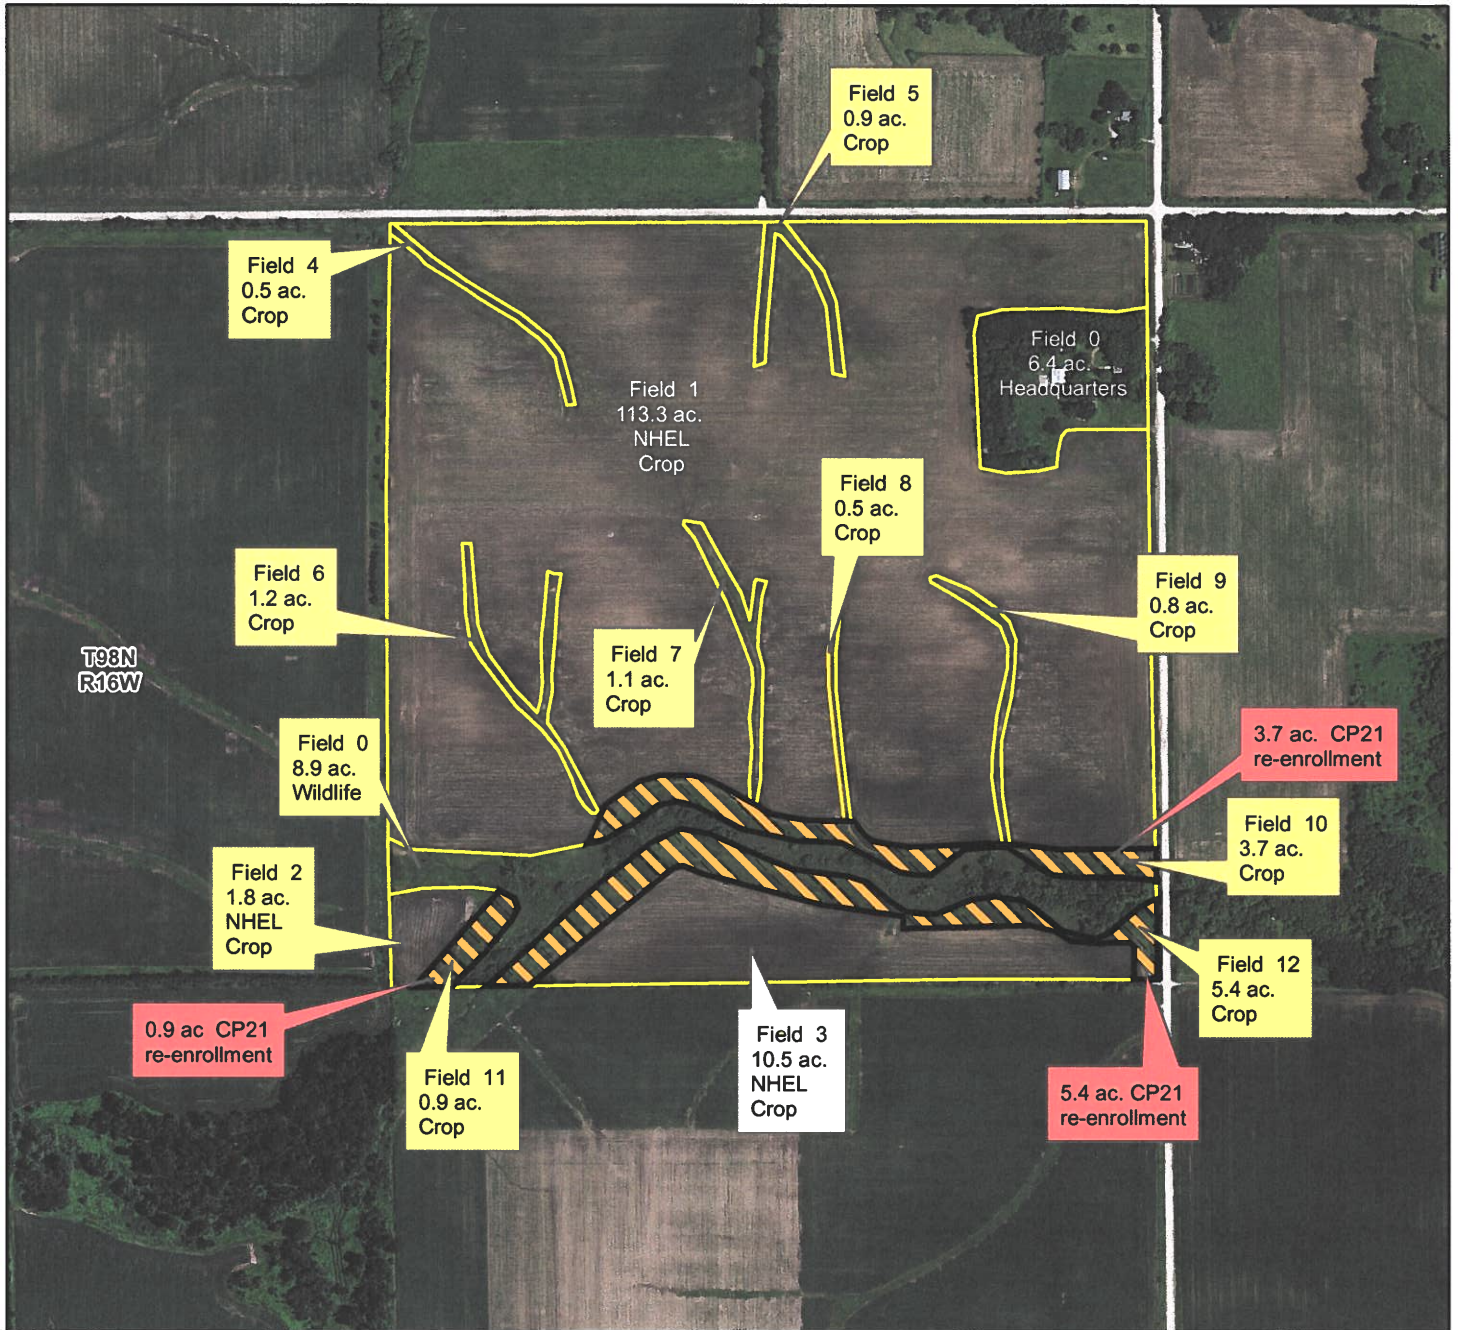 Field 5
0.9 ac.
Crop
Field 4
0.5 ac.
Crop
Field 0
6.4 ac.
Headquarters
Field 1
113.3 ac.
NHEL
Crop
Field 8
0.5 ac.
Crop
Field 6
1.2 ac.
Crop
Field 9
0.8 ac.
Crop
Field 7
1.1 ac.
Crop
T98N
R16W
Field 0
8.9 ac.
Wildlife
3.7 ac. CP21
re-enrollment
Field 10
3.7 ac.
Crop
Field 2
1.8 ac.
NHEL
Crop
Field 12
5.4 ac.
Crop
0.9 ac CP21
re-enrollment
Field 3
10.5 ac.
NHEL
Crop
Field 11
0.9 ac.
Crop
5.4 ac. CP21
re-enrollment